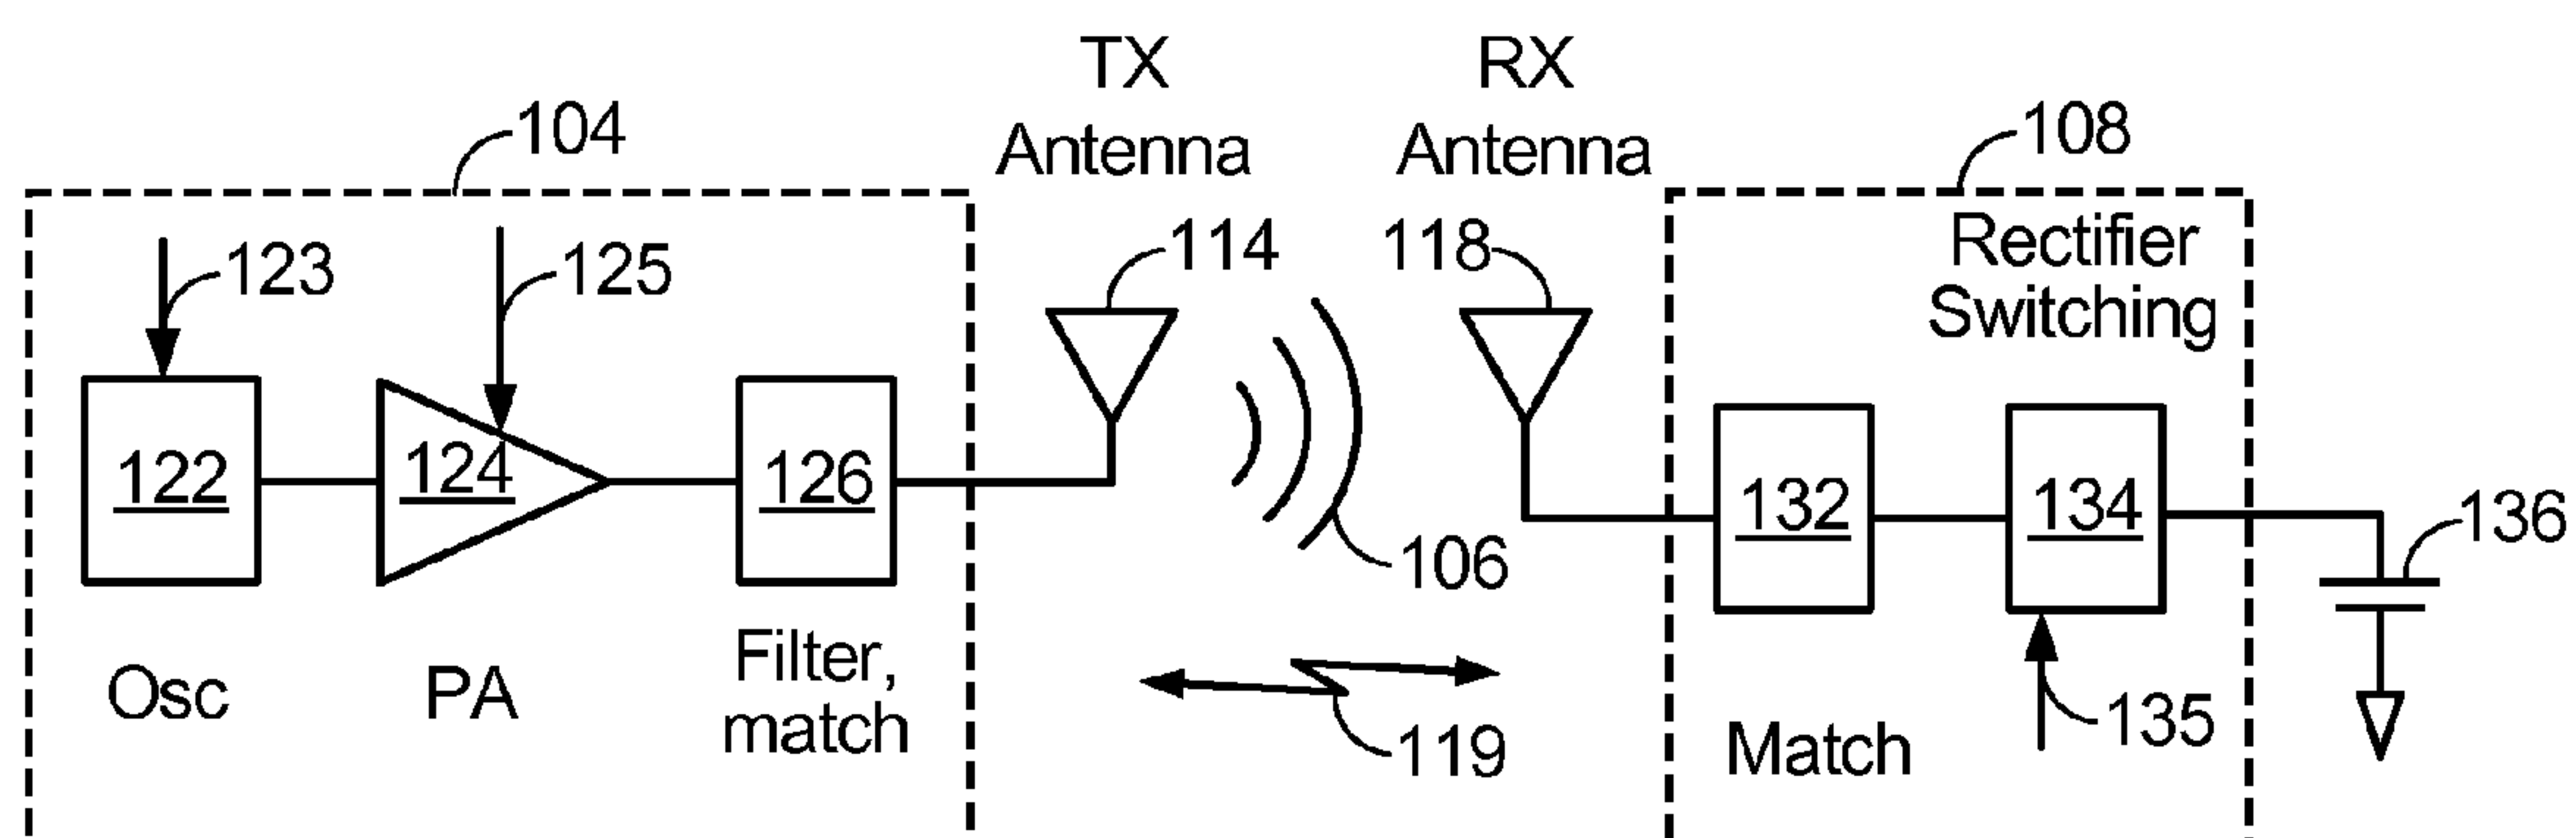 TX
Antenna
RX
Antenna
104
108
123
125
114
118
Rectifier
Switching
122
124
126
132
134
136
106
Osc
PA
Filter,
match
119
Match
135